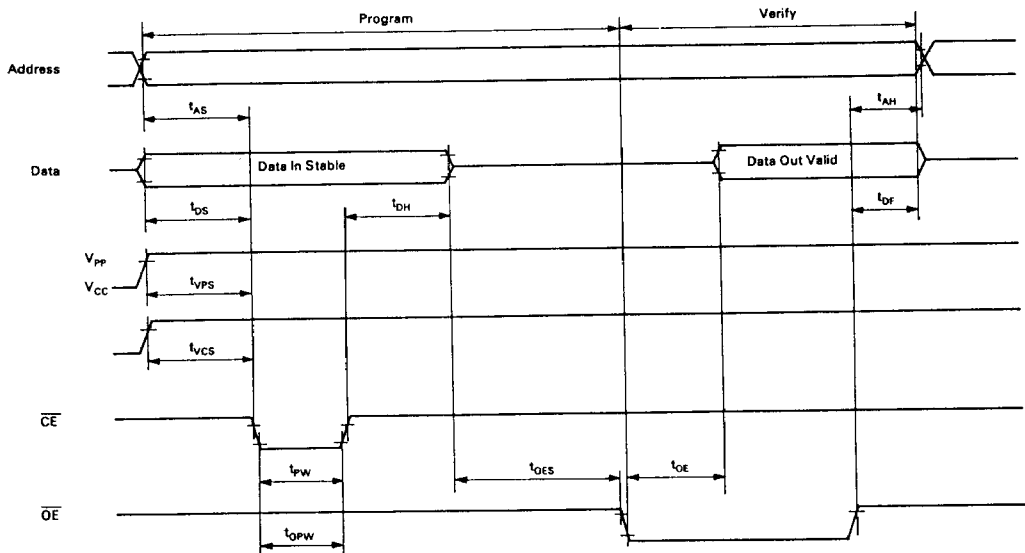 Program
Verify
Address
tAS
tAH
Data
Data In Stable
Data Out Valid
tDS
tDH
tDF
VPP
VCC
tVPS
tVCS
CE
tPW
tOES
tOE
OE
tOPW